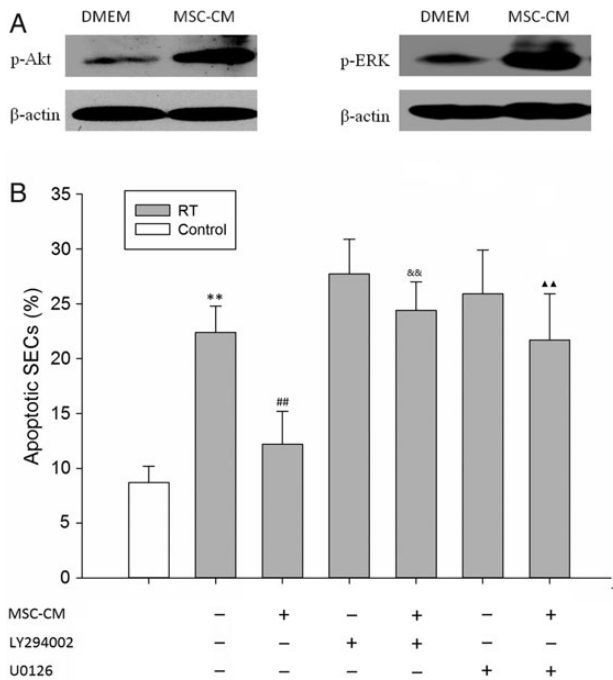 A
DMEM MSC-CM
p-Akt
β-actin
DMEM MSC-CM
p-ERK
β-actin
B
Apoptotic SECs (%)
35
30
25
20
15
10
5
0
RT
Control
**
##
&&
▲▲
MSC-CM − + − + − +
LY294002 − − + + − −
U0126 − − − − + +